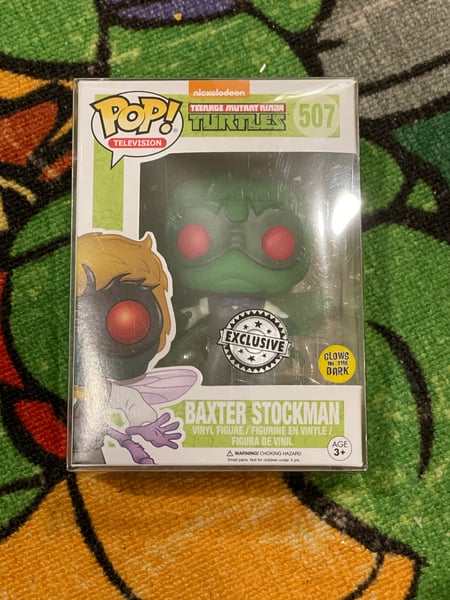 nickelodeon
POP!
TELEVISION
TEENAGE MUTANT NINJA
TURTLES
507
EXCLUSIVE
GLOWS
IN THE
DARK
BAXTER STOCKMAN
VINYL FIGURE / FIGURINE EN VINYLE /
FIGURA DE VINIL
WARNING: CHOKING HAZARD
Small parts. Not for children under 3 yrs.
AGE
3+